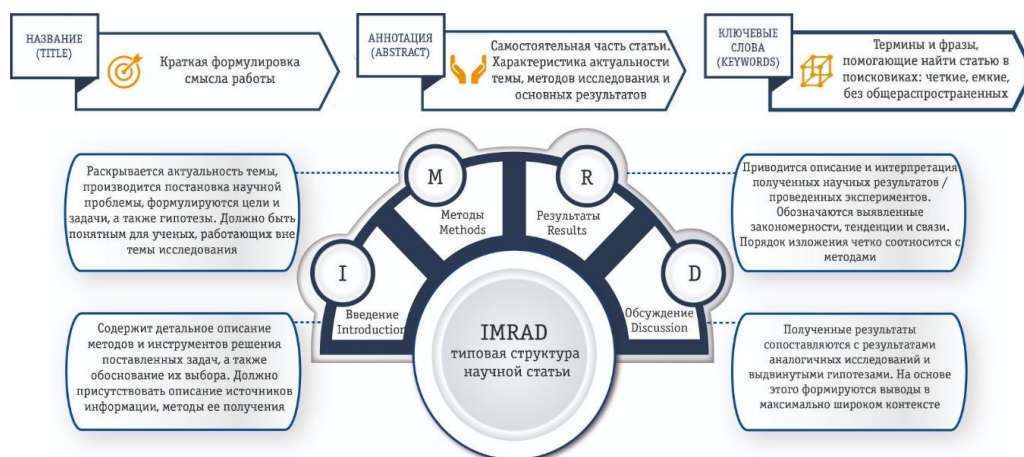 НАЗВАНИЕ
(TITLE)
Краткая формулировка
смысла работы
АННОТАЦИЯ
(ABSTRACT)
Самостоятельная часть статьи.
Характеристика актуальности
темы, методов исследования и
основных результатов
КЛЮЧЕВЫЕ
СЛОВА
(KEYWORDS)
Термины и фразы,
помогающие найти статью в
поисковиках: четкие, емкие,
без общераспространенных
Раскрывается актуальность темы,
производится постановка научной
проблемы, формулируются цели и
задачи, а также гипотезы. Должно быть
понятным для ученых, работающих вне
темы исследования
M
Методы
Methods
R
Результаты
Results
Приводится описание и интерпретация
полученных научных результатов /
проведенных экспериментов.
Обозначаются выявленные
закономерности, тенденции и связи.
Порядок изложения четко соотносится с
методами
I
Введение
Introduction
D
Обсуждение
Discussion
IMRAD
типовая структура
научной статьи
Содержит детальное описание
методов и инструментов решения
поставленных задач, а также
обоснование их выбора. Должно
присутствовать описание источников
информации, методы ее получения
Полученные результаты
сопоставляются с результатами
аналогичных исследований и
выдвинутыми гипотезами. На основе
этого формируются выводы в
максимально широком контексте